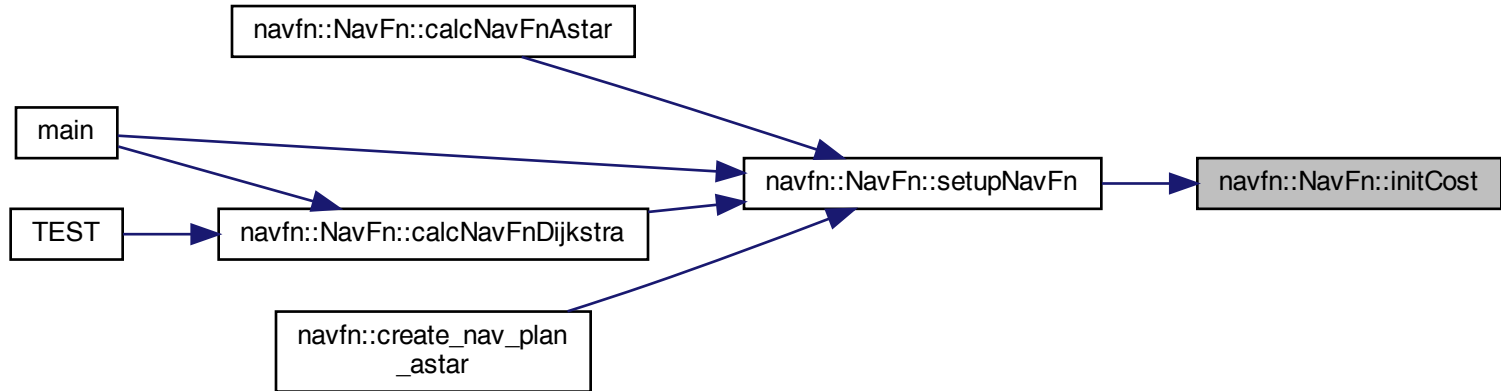 navfn::NavFn::calcNavFnAstar
main
navfn::NavFn::setupNavFn
navfn::NavFn::initCost
TEST
navfn::NavFn::calcNavFnDijkstra
navfn::create_nav_plan
_astar